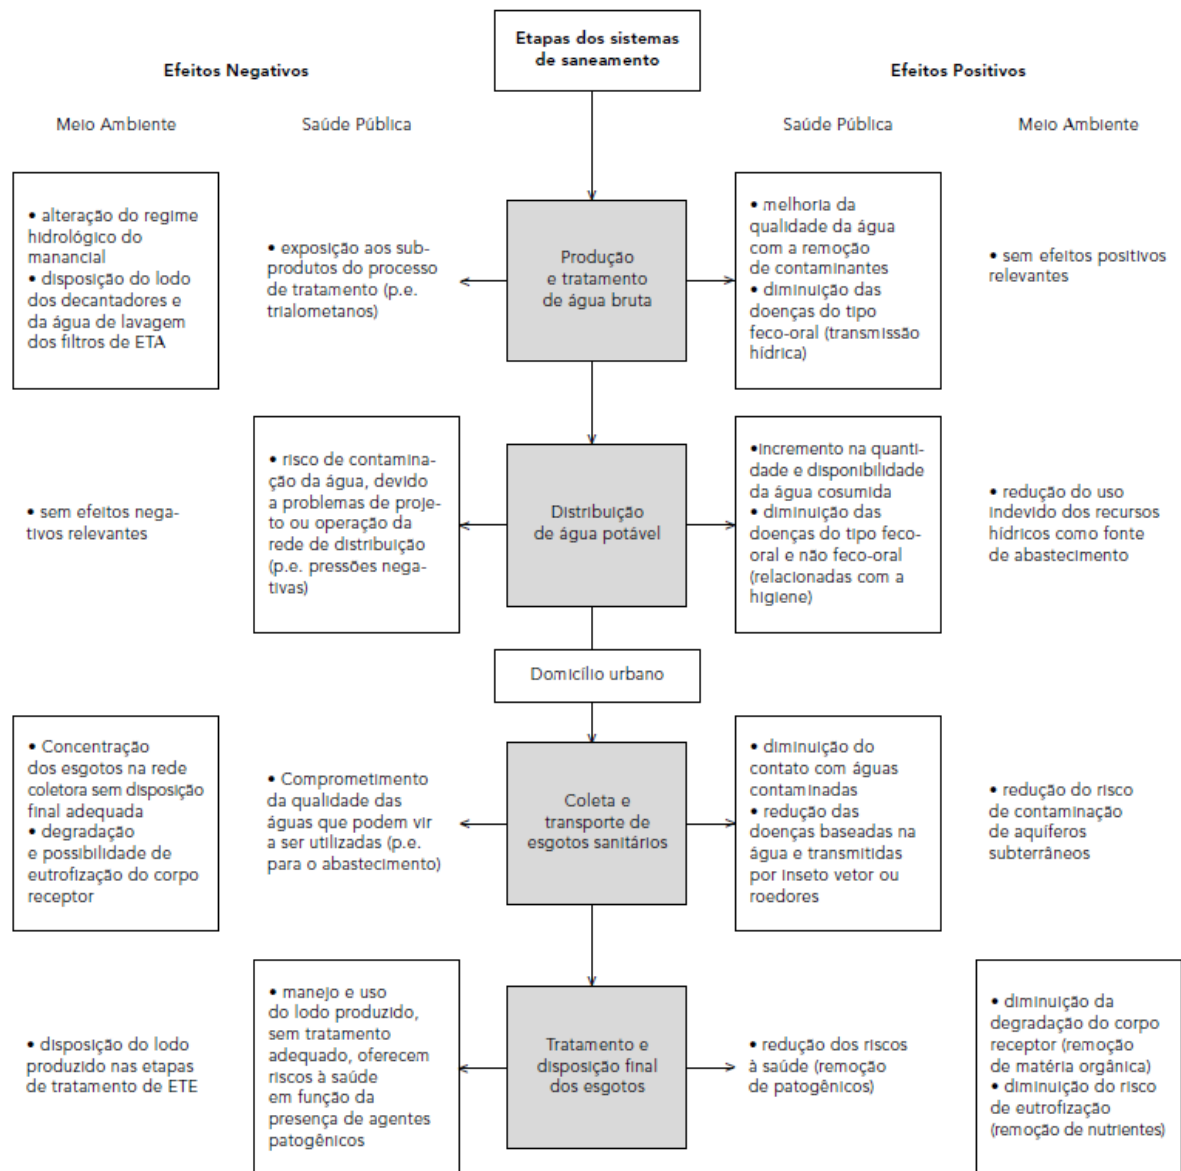 Etapas dos sistemas
de saneamento
Efeitos Negativos
Efeitos Positivos
Meio Ambiente
Saúde Pública
Saúde Pública
Meio Ambiente
• alteração do regime
hidrológico do
manancial
• disposição do lodo
dos decantadores e
da água de lavagem
dos filtros de ETA
• exposição aos sub-
produtos do processo
de tratamento (p.e.
trialometanos)
Produção
e tratamento
de água bruta
• melhoria da
qualidade da água
com a remoção
de contaminantes
• diminuição das
doenças do tipo
feco-oral (transmissão
hídrica)
• sem efeitos positivos
relevantes
• sem efeitos nega-
tivos relevantes
• risco de contamina-
ção da água, devido
a problemas de proje-
to ou operação da
rede de distribuição
(p.e. pressões nega-
tivas)
Distribuição
de água potável
•incremento na quanti-
dade e disponibilidade
da água cosumida
• diminuição das
doenças do tipo feco-
oral e não feco-oral
(relacionadas com a
higiene)
• redução do uso
indevido dos recursos
hídricos como fonte
de abastecimento
Domicílio urbano
• Concentração
dos esgotos na rede
coletora sem disposição
final adequada
• degradação
e possibilidade de
eutrofização do corpo
receptor
• Comprometimento
da qualidade das
águas que podem vir
a ser utilizadas (p.e.
para o abastecimento)
Coleta e
transporte de
esgotos sanitários
• diminuição do
contato com águas
contaminadas
• redução das
doenças baseadas na
água e transmitidas
por inseto vetor ou
roedores
• redução do risco
de contaminação
de aquíferos
subterrâneos
• disposição do lodo
produzido nas etapas
de tratamento de ETE
• manejo e uso
do lodo produzido,
sem tratamento
adequado, oferecem
riscos à saúde
em função da
presença de agentes
patogênicos
Tratamento e
disposição final
dos esgotos
• redução dos riscos
à saúde (remoção
de patogênicos)
• diminuição da
degradação do corpo
receptor (remoção
de matéria orgânica)
• diminuição do risco
de eutrofização
(remoção de nutrientes)